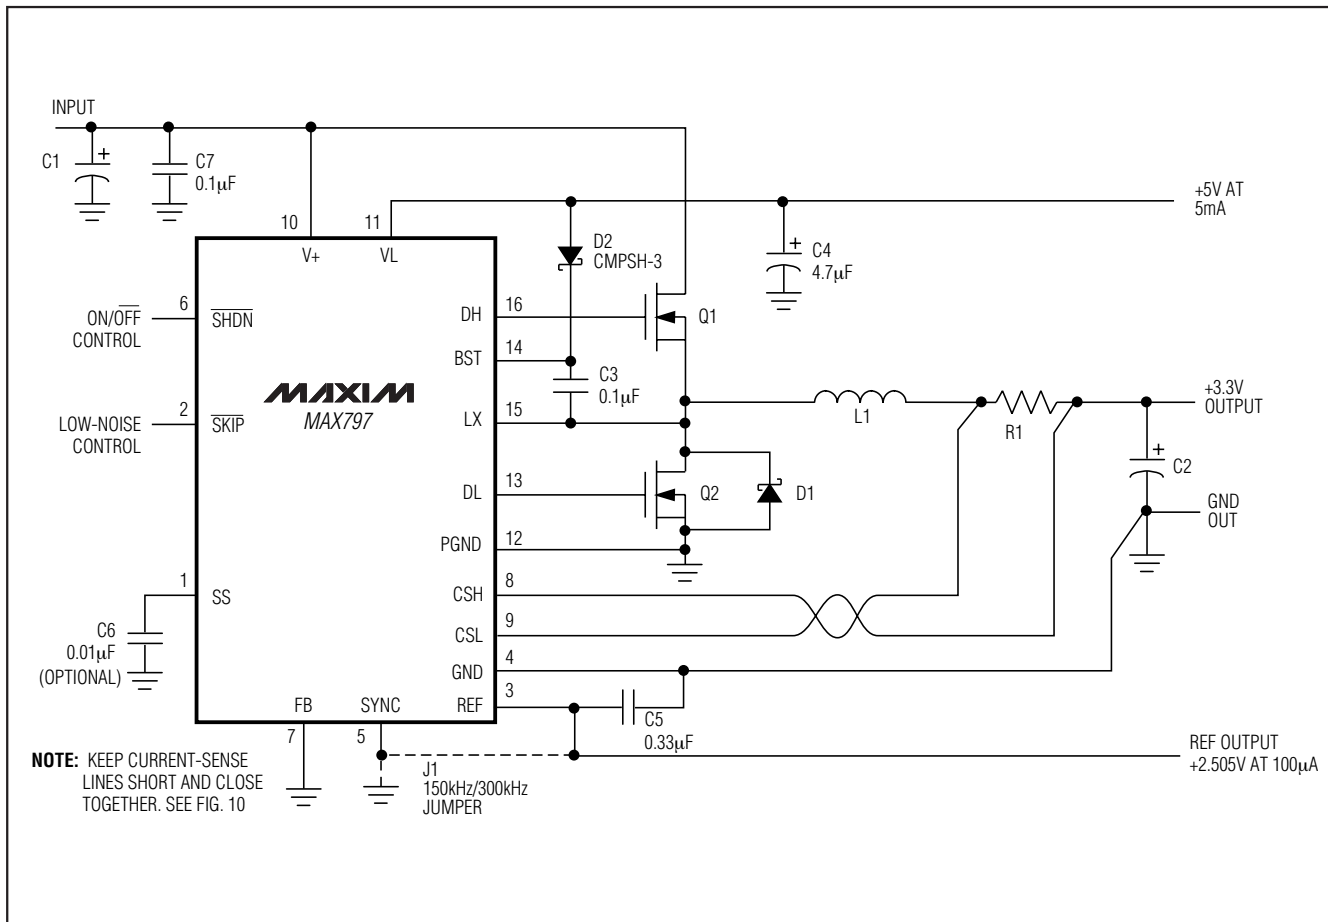 INPUT
C1
+
C7
0.1µF
10
11
V+
VL
+5V AT
5mA
D2
CMPSH-3
+
C4
4.7µF
6
ON/OFF
CONTROL
SHDN
DH
16
Q1
BST
14
C3
0.1µF
MAXIM
MAX797
2
LOW-NOISE
CONTROL
SKIP
LX
15
L1
R1
+3.3V
OUTPUT
+
C2
DL
13
Q2
D1
GND
OUT
PGND
12
1
SS
CSH
8
CSL
9
C6
0.01µF
(OPTIONAL)
GND
4
REF
3
FB
SYNC
7
5
C5
0.33µF
NOTE: KEEP CURRENT-SENSE
LINES SHORT AND CLOSE
TOGETHER. SEE FIG. 10
J1
150kHz/300kHz
JUMPER
REF OUTPUT
+2.505V AT 100µA